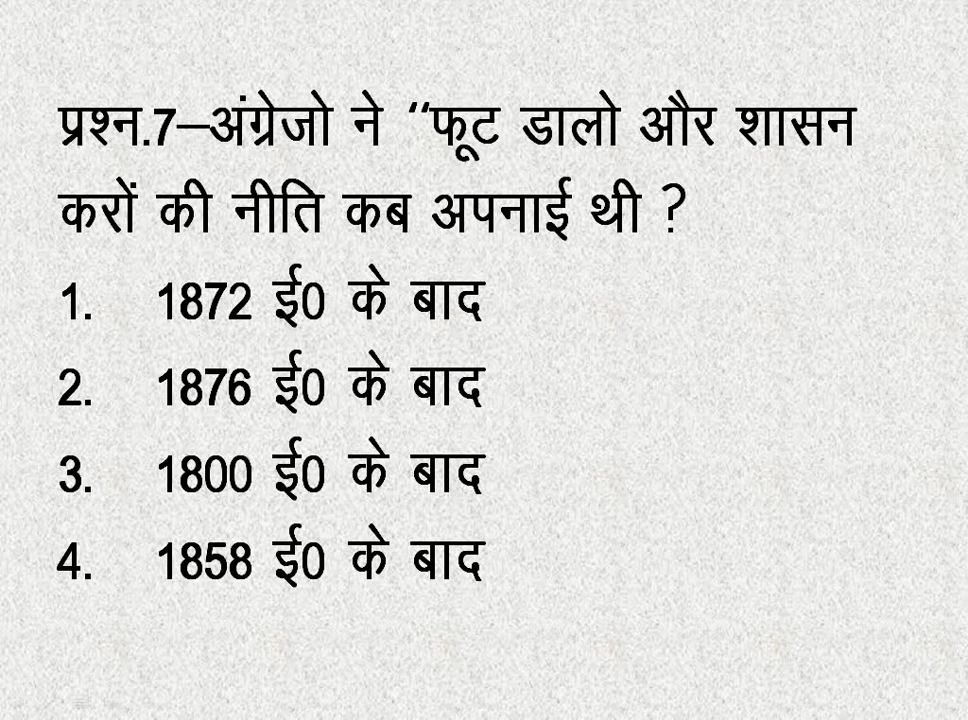 प्रश्न.7–अंग्रेजो ने “फूट डालो और शासन
करों की नीति कब अपनाई थी ?
1. 1872 ई0 के बाद
2. 1876 ई0 के बाद
3. 1800 ई0 के बाद
4. 1858 ई0 के बाद